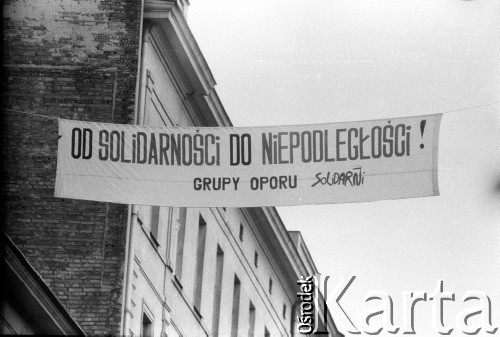 OD SOLiDARNOŚCi DO NiEPODLEGŁOŚCi !
GRUPY OPORU SOLiDARNi
Ośrodek
Karta